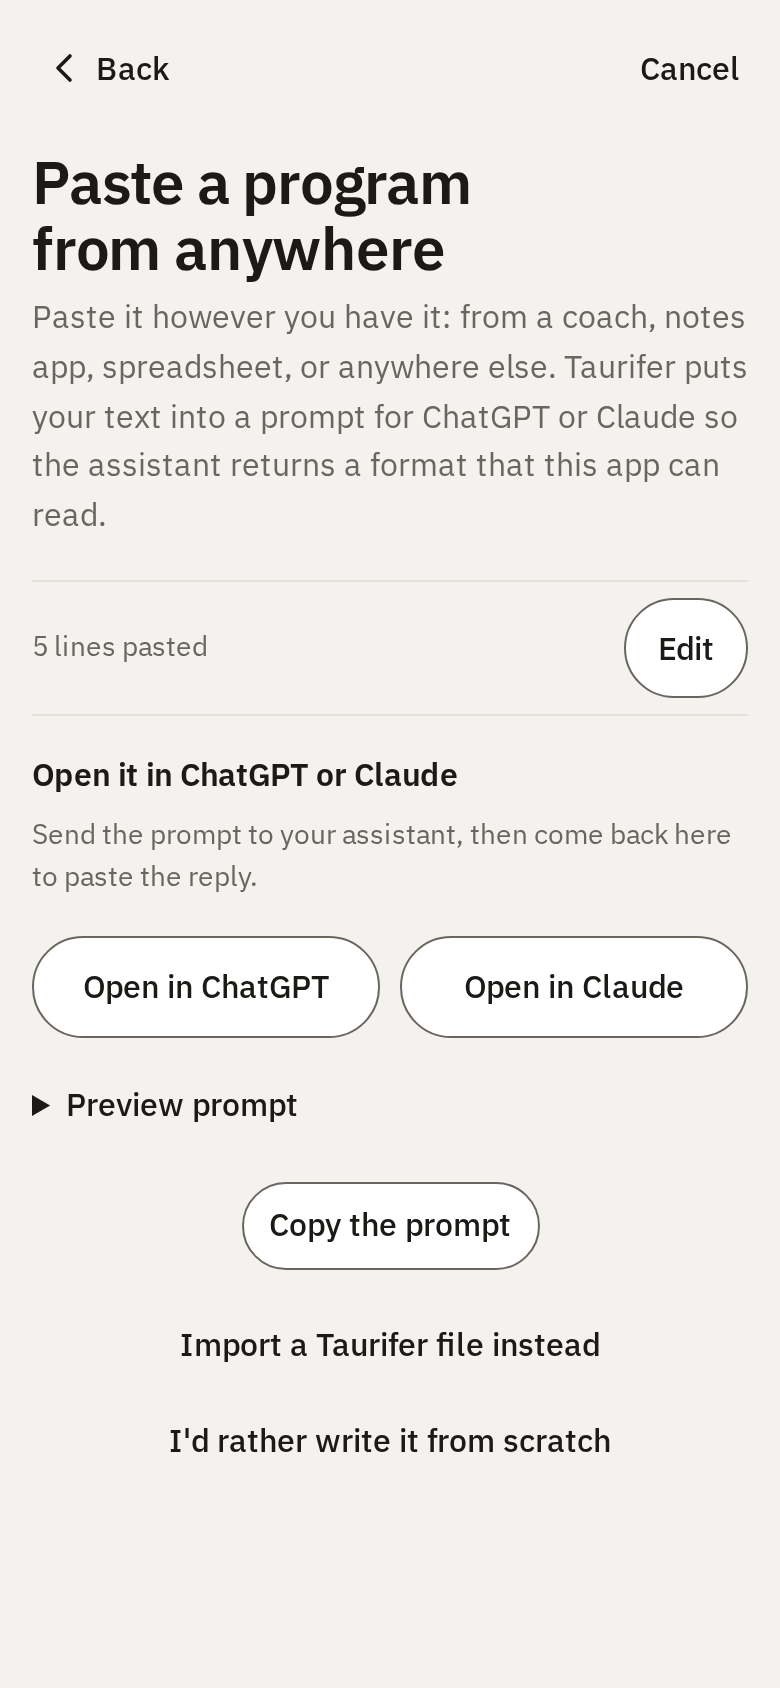 Back
Cancel
Paste a program
from anywhere
Paste it however you have it: from a coach, notes
app, spreadsheet, or anywhere else. Taurifer puts
your text into a prompt for ChatGPT or Claude so
the assistant returns a format that this app can
read.
5 lines pasted
Edit
Open it in ChatGPT or Claude
Send the prompt to your assistant, then come back here
to paste the reply.
Open in ChatGPT
Open in Claude
Preview prompt
Copy the prompt
Import a Taurifer file instead
I'd rather write it from scratch